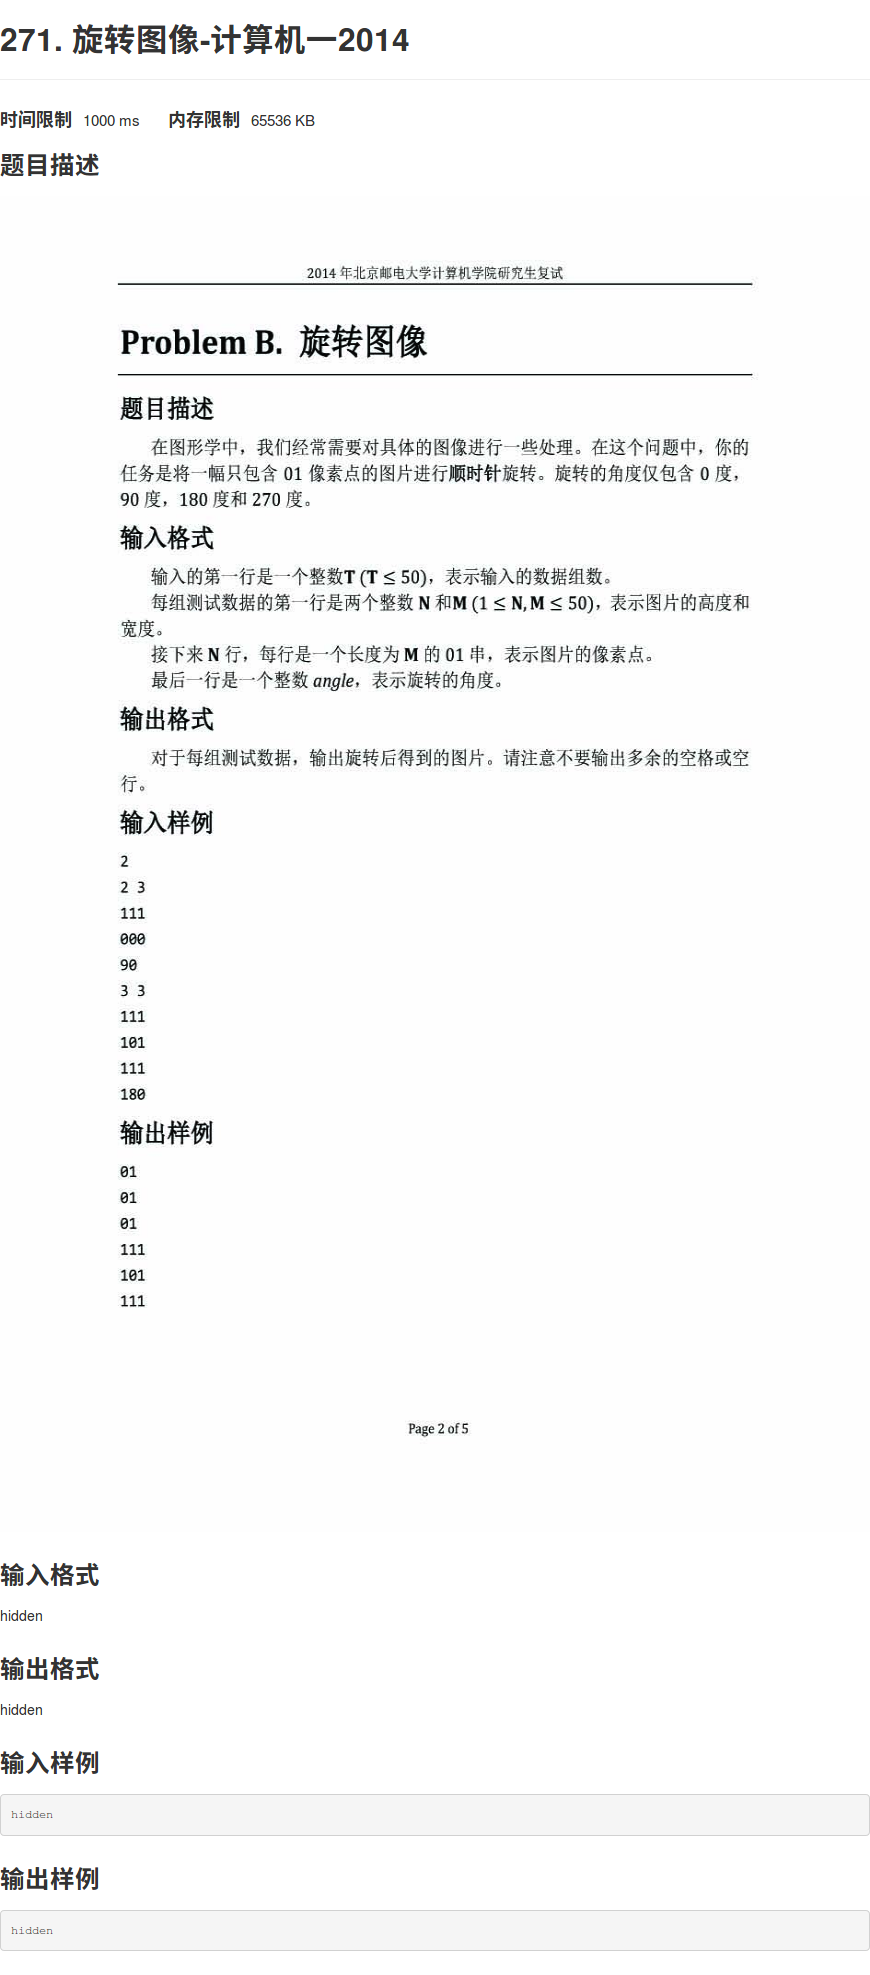 271. 旋转图像-计算机一2014
时间限制 1000 ms 内存限制 65536 KB
题目描述
2014 年北京邮电大学计算机学院研究生复试
Problem B. 旋转图像
题目描述
在图形学中，我们经常需要对具体的图像进行一些处理。在这个问题中，你的
任务是将一幅只包含 01 像素点的图片进行顺时针旋转。旋转的角度仅包含 0 度，
90 度，180 度和 270 度。
输入格式
输入的第一行是一个整数T (T ≤ 50)，表示输入的数据组数。
每组测试数据的第一行是两个整数 N 和M (1 ≤ N, M ≤ 50)，表示图片的高度和
宽度。
接下来 N 行，每行是一个长度为 M 的 01 串，表示图片的像素点。
最后一行是一个整数 angle，表示旋转的角度。
输出格式
对于每组测试数据，输出旋转后得到的图片。请注意不要输出多余的空格或空
行。
输入样例
2
2 3
111
000
90
3 3
111
101
111
180
输出样例
01
01
01
111
101
111
Page 2 of 5
输入格式
hidden
输出格式
hidden
输入样例
hidden
输出样例
hidden